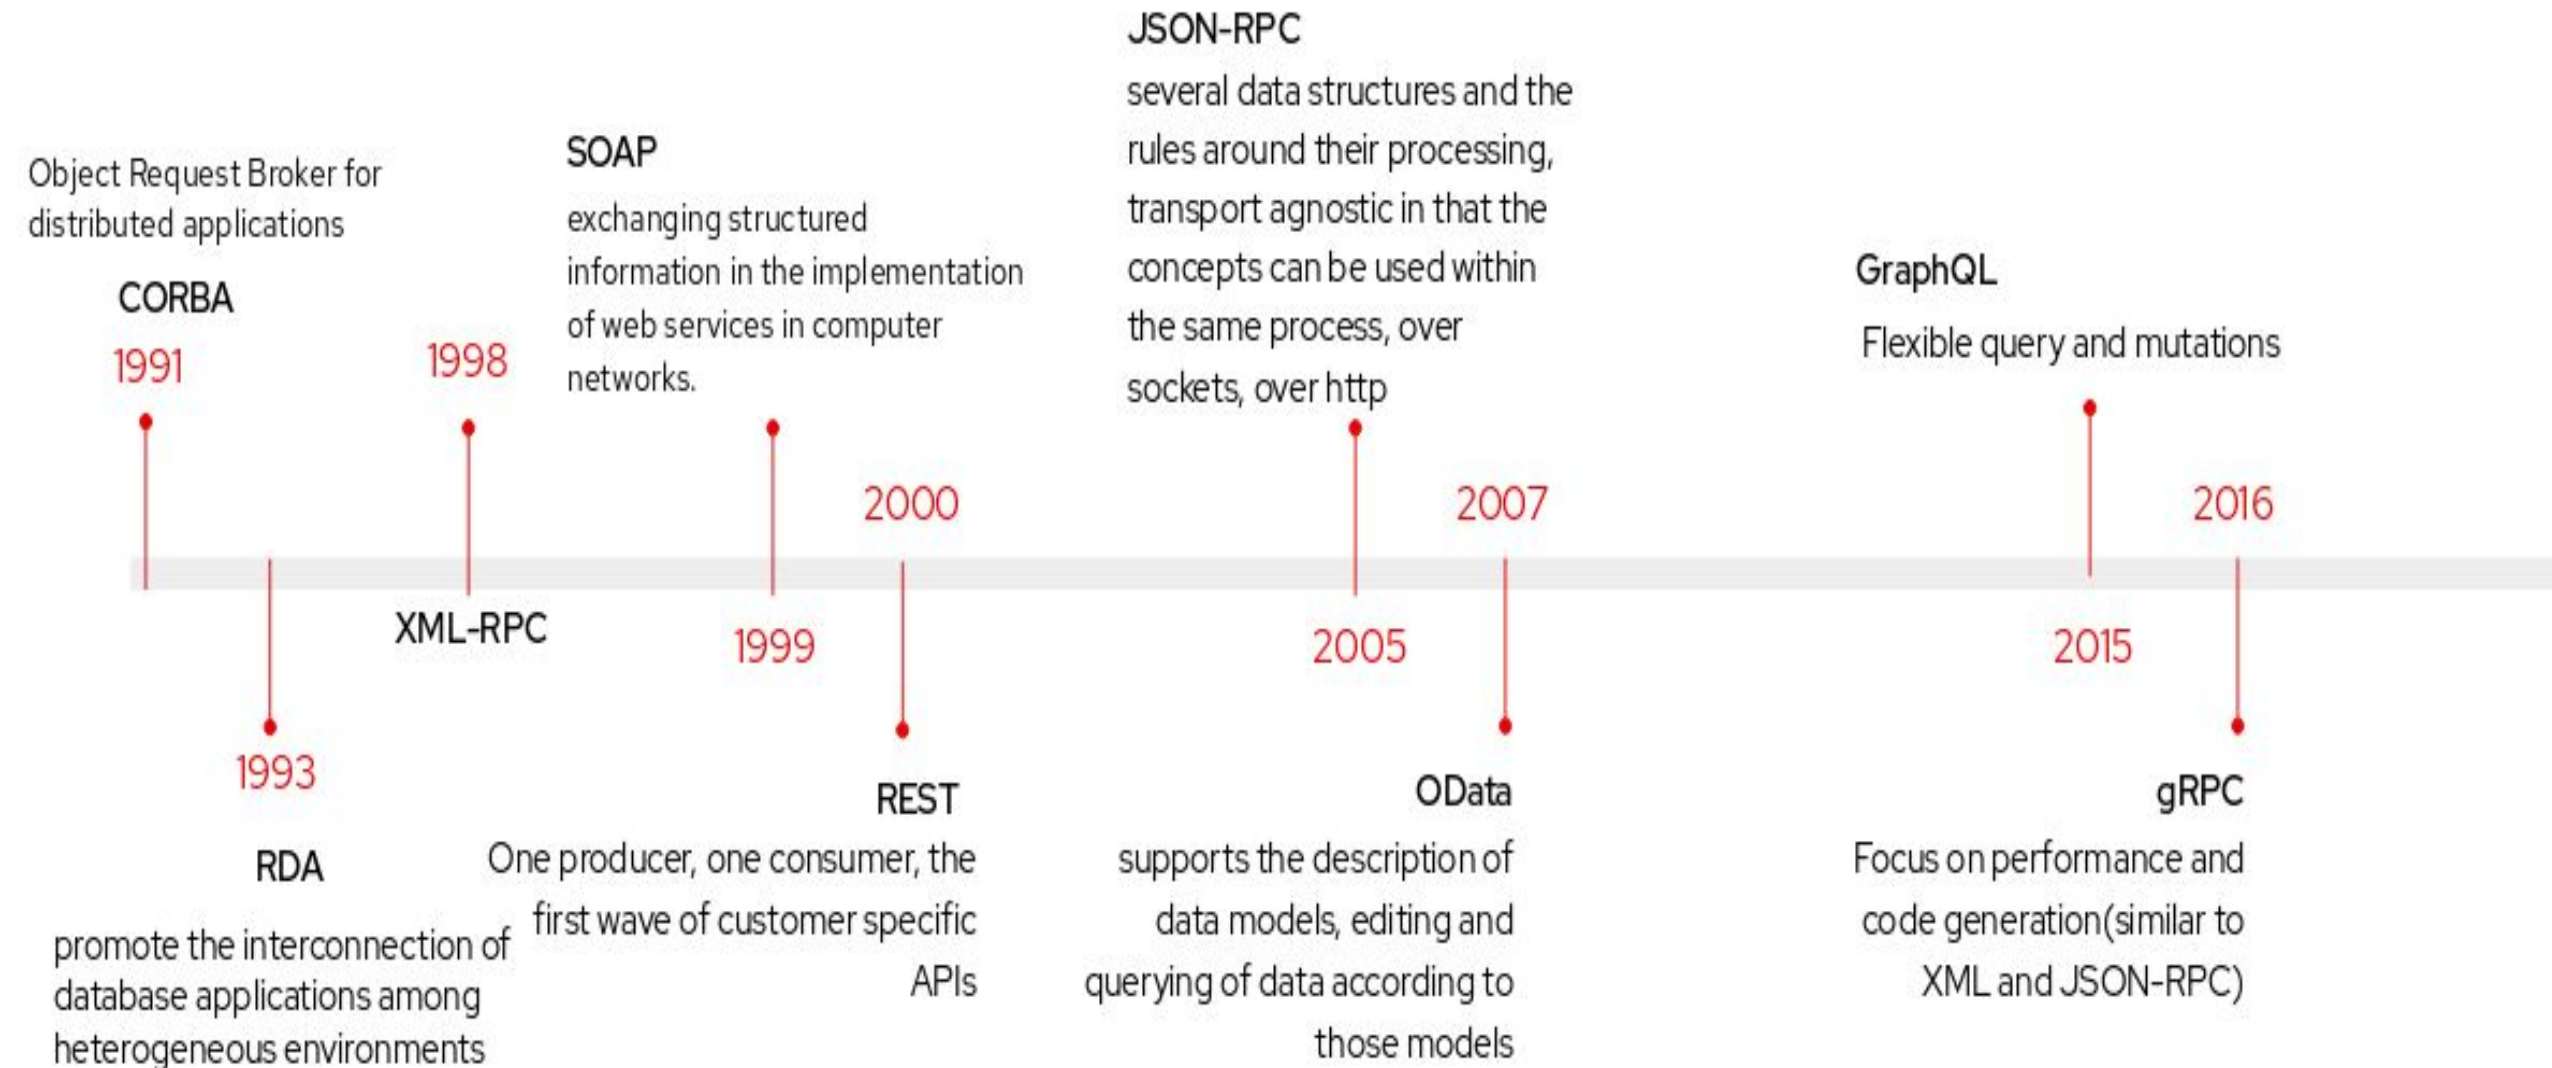 Object Request Broker for
distributed applications
CORBA
1991
1993
RDA
promote the interconnection of
database applications among
heterogeneous environments
1998
XML-RPC
SOAP
exchanging structured
information in the implementation
of web services in computer
networks.
1999
2000
REST
One producer, one consumer, the
first wave of customer specific
APIs
JSON-RPC
several data structures and the
rules around their processing,
transport agnostic in that the
concepts can be used within
the same process, over
sockets, over http
2005
2007
OData
supports the description of
data models, editing and
querying of data according to
those models
GraphQL
Flexible query and mutations
2015
2016
gRPC
Focus on performance and
code generation(similar to
XML and JSON-RPC)